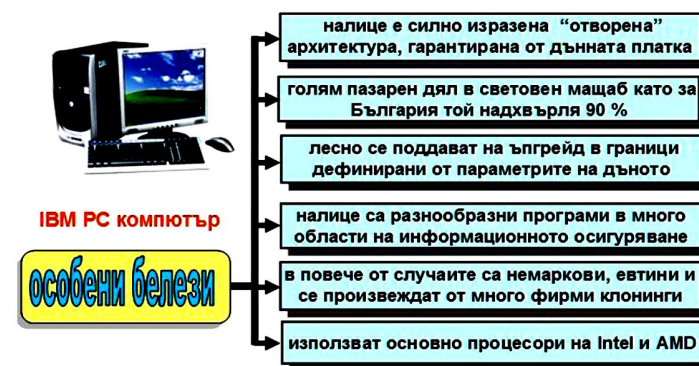 налице е силно изразена "отворена"
архитектура, гарантирана от дънната платка
голям пазарен дял в световен мащаб като за
България той надхвърля 90 %
лесно се поддават на ъпгрейд в граници
дефинирани от параметрите на дъното
IBM PC компютър
налице са разнообразни програми в много
области на информационното осигуряване
особени белези
в повече от случаите са немаркови, евтини и
се произвеждат от много фирми клонинги
използват основно процесори на Intel и AMD